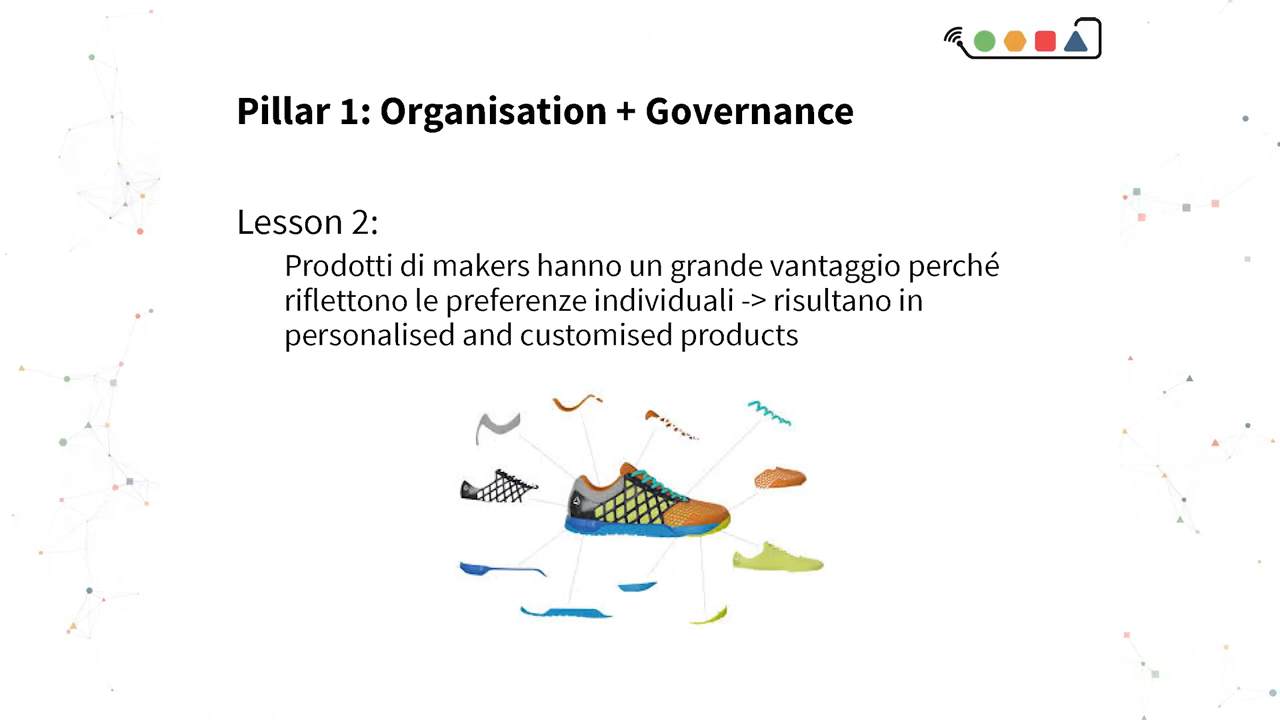 Pillar 1: Organisation + Governance
Lesson 2:
Prodotti di makers hanno un grande vantaggio perché
riflettono le preferenze individuali -> risultano in
personalised and customised products